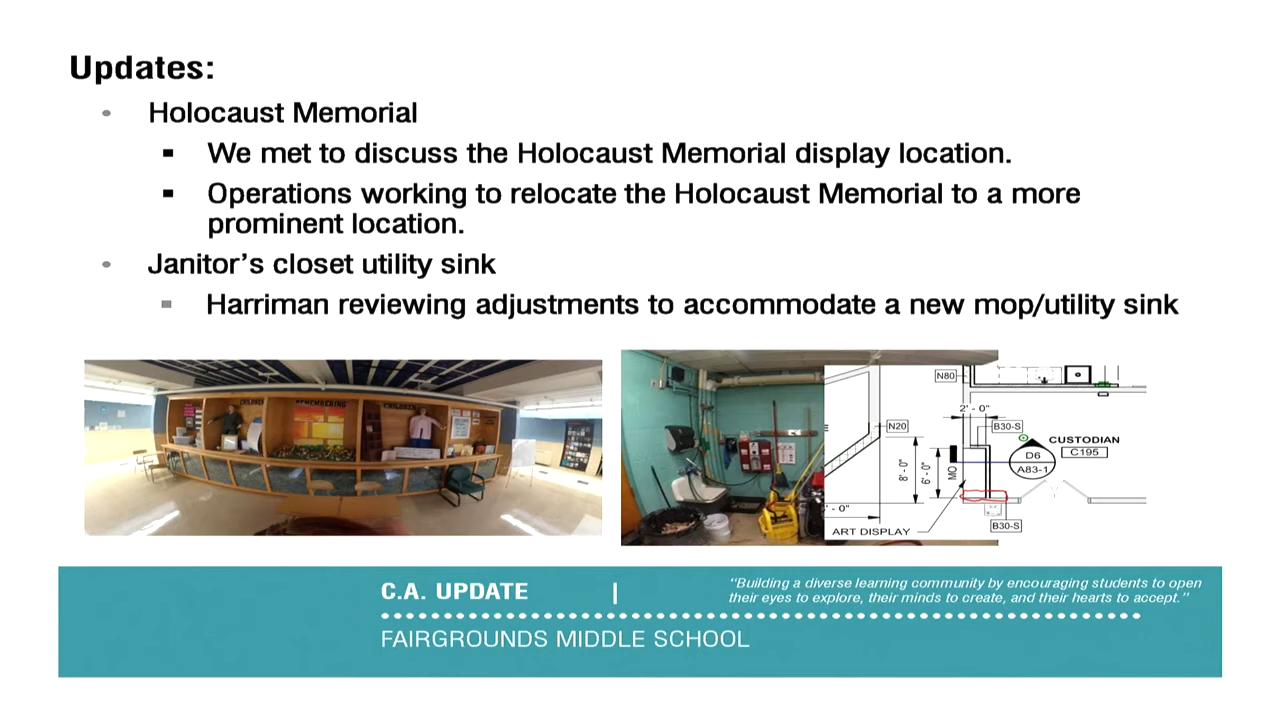 Updates:
• Holocaust Memorial
▪ We met to discuss the Holocaust Memorial display location.
▪ Operations working to relocate the Holocaust Memorial to a more
prominent location.
• Janitor’s closet utility sink
▪ Harriman reviewing adjustments to accommodate a new mop/utility sink
CHILDREN
REMEMBERING
CHILDREN
N80
2' - 0"
N20
B30-S
CUSTODIAN
C195
D6
A83-1
8' - 0"
6' - 0"
MO
' - 0"
ART DISPLAY
B30-S
C.A. UPDATE |
“Building a diverse learning community by encouraging students to open
their eyes to explore, their minds to create, and their hearts to accept.”
FAIRGROUNDS MIDDLE SCHOOL